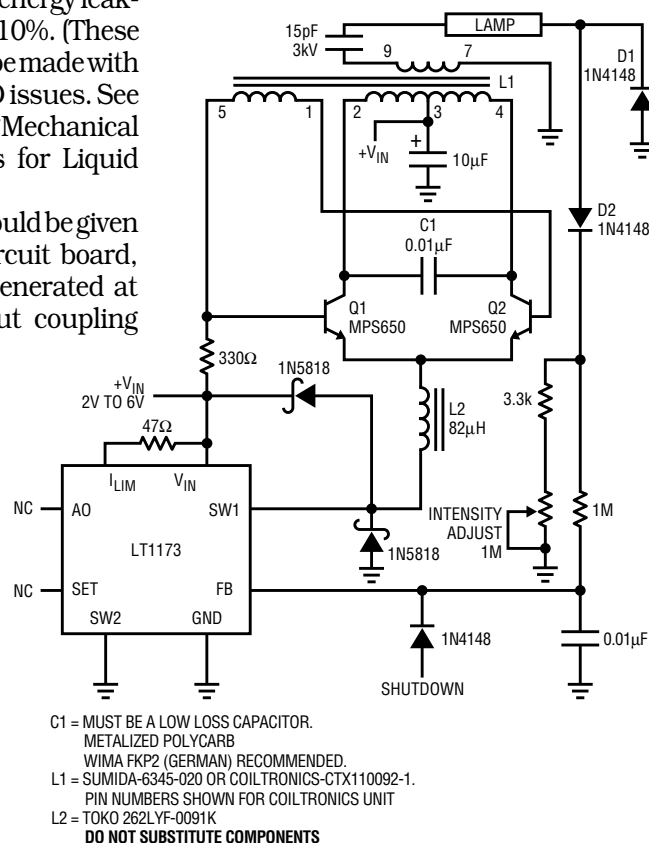 energy leak-
10%. (These
be made with
D issues. See
“Mechanical
s for Liquid
ould be given
rcuit board,
enerated at
ut coupling
15pF
3kV
LAMP
9
7
D1
1N4148
L1
5
1
2
3
4
+VIN
+
10µF
D2
1N4148
C1
0.01µF
Q1
MPS650
Q2
MPS650
330Ω
1N5818
+VIN
2V TO 6V
L2
82µH
3.3k
47Ω
ILIM
VIN
NC
AO
SW1
INTENSITY
ADJUST
1M
1M
LT1173
1N5818
NC
SET
FB
SW2
GND
1N4148
0.01µF
SHUTDOWN
C1 = MUST BE A LOW LOSS CAPACITOR.
METALIZED POLYCARB
WIMA FKP2 (GERMAN) RECOMMENDED.
L1 = SUMIDA-6345-020 OR COILTRONICS-CTX110092-1.
PIN NUMBERS SHOWN FOR COILTRONICS UNIT
L2 = TOKO 262LYF-0091K
DO NOT SUBSTITUTE COMPONENTS